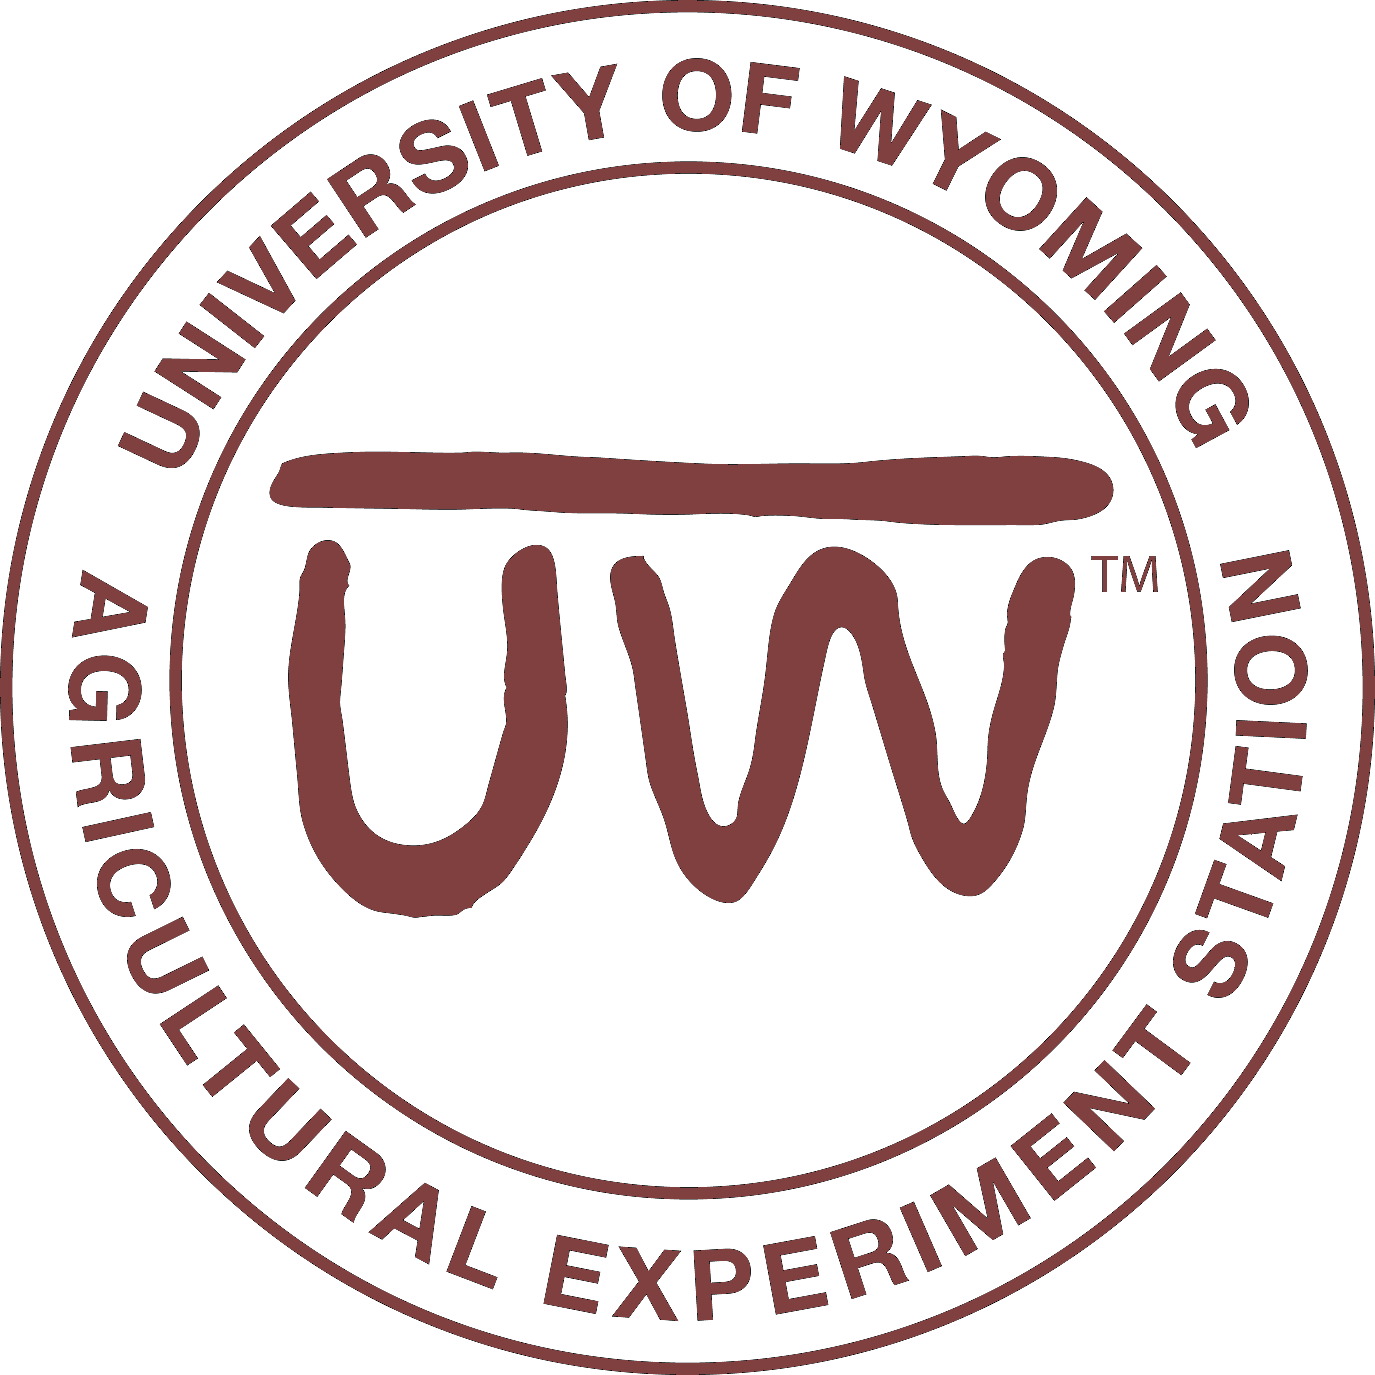 UNIVERSITY OF WYOMING
UW
TM
AGRICULTURAL EXPERIMENT STATION